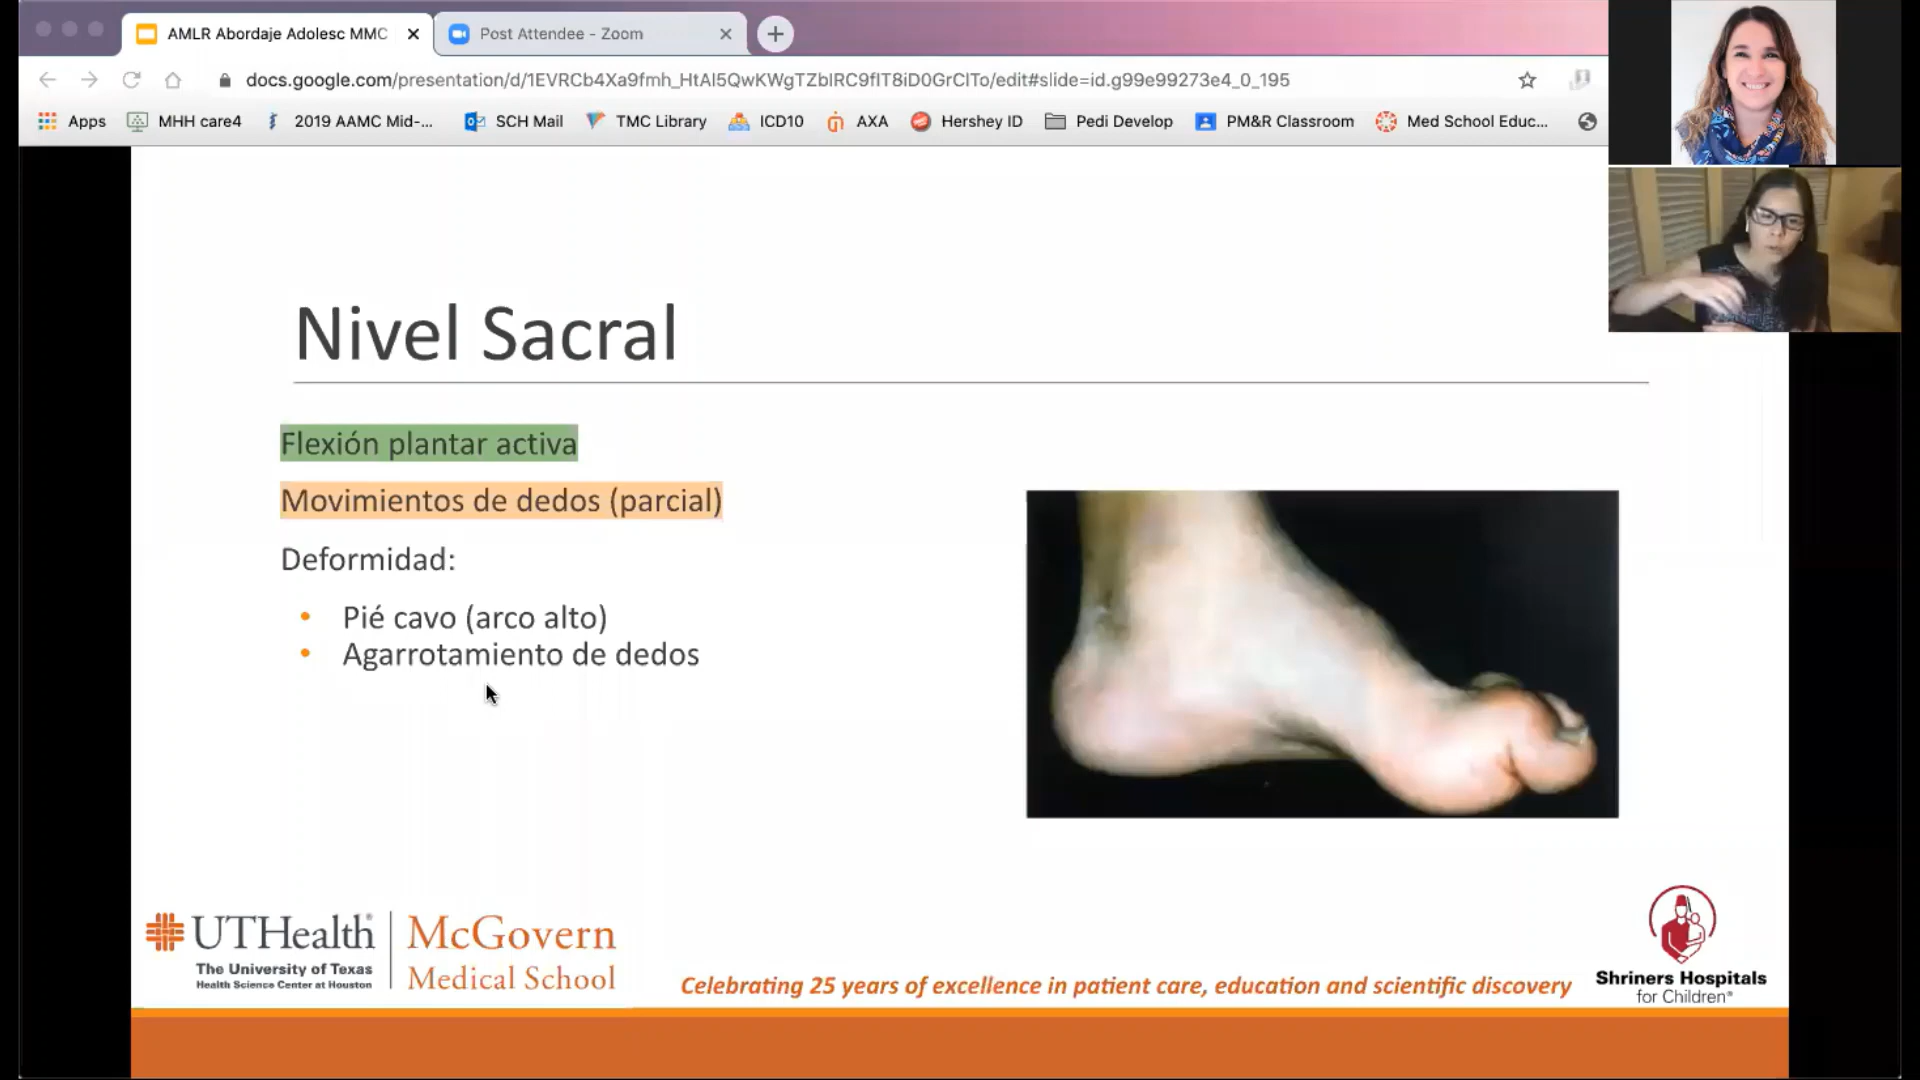 AMLR Abordaje Adolesc MMC
Post Attendee - Zoom
docs.google.com/presentation/d/1EVRCb4Xa9fmh_HtAI5QwKWgTZbIRC9fIT8iD0GrCITo/edit#slide=id.g99e99273e4_0_195
Apps MHH care4 2019 AAMC Mid-... SCH Mail TMC Library ICD10 AXA Hershey ID Pedi Develop PM&R Classroom Med School Educ...
Nivel Sacral
Flexión plantar activa
Movimientos de dedos (parcial)
Deformidad:
• Pié cavo (arco alto)
• Agarrotamiento de dedos
UTHealth®
The University of Texas
Health Science Center at Houston
McGovern
Medical School
Celebrating 25 years of excellence in patient care, education and scientific discovery
Shriners Hospitals
for Children®